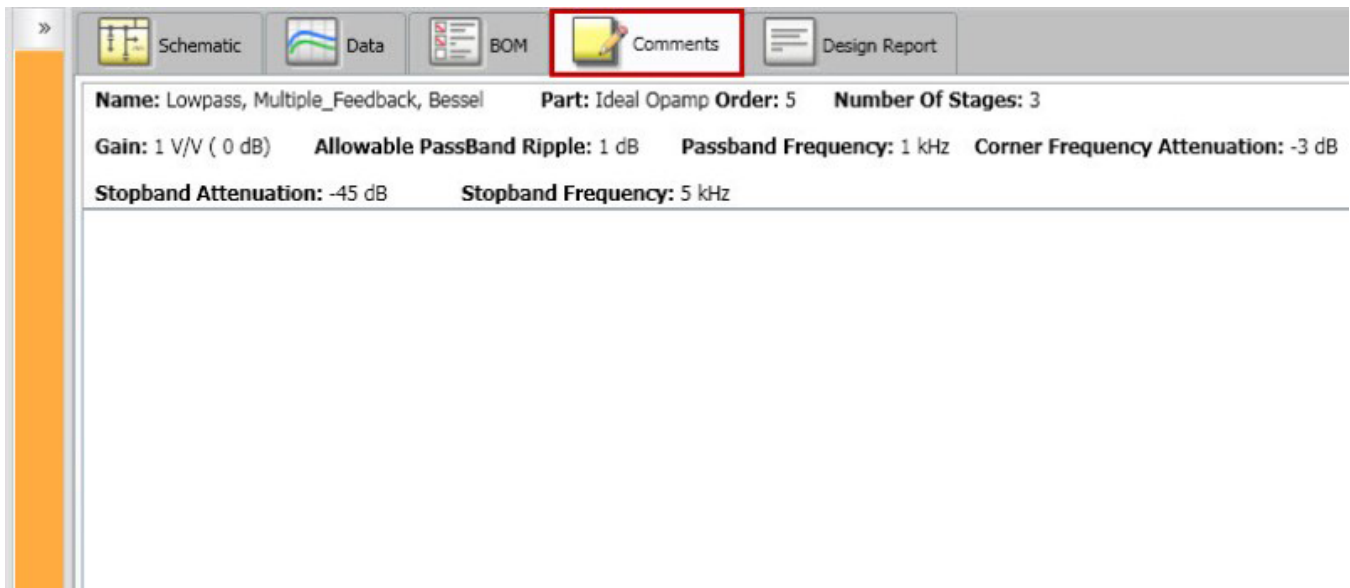 » Schematic Data BOM Comments Design Report
Name: Lowpass, Multiple_Feedback, Bessel Part: Ideal Opamp Order: 5 Number Of Stages: 3
Gain: 1 V/V ( 0 dB) Allowable PassBand Ripple: 1 dB Passband Frequency: 1 kHz Corner Frequency Attenuation: -3 dB
Stopband Attenuation: -45 dB Stopband Frequency: 5 kHz